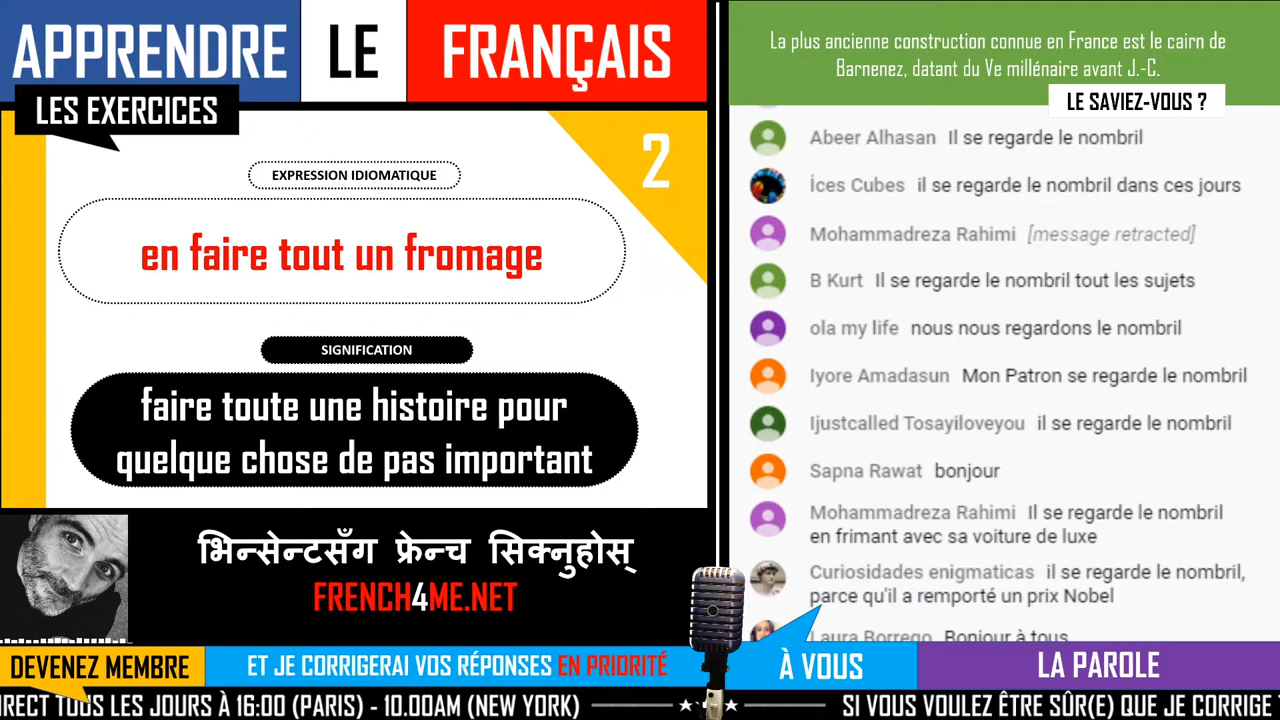 APPRENDRE LE FRANÇAIS
LES EXERCICES
2
EXPRESSION IDIOMATIQUE
en faire tout un fromage
SIGNIFICATION
faire toute une histoire pour
quelque chose de pas important
भिन्सेन्टसँग फ्रेन्च सिक्नुहोस्
FRENCH4ME.NET
La plus ancienne construction connue en France est le cairn de
Barnenez, datant du Ve millénaire avant J.-C.
LE SAVIEZ-VOUS ?
Abeer Alhasan Il se regarde le nombril
İces Cubes il se regarde le nombril dans ces jours
Mohammadreza Rahimi [message retracted]
B Kurt Il se regarde le nombril tout les sujets
ola my life nous nous regardons le nombril
Iyore Amadasun Mon Patron se regarde le nombril
Ijustcalled Tosayiloveyou il se regarde le nombril
Sapna Rawat bonjour
Mohammadreza Rahimi Il se regarde le nombril
en frimant avec sa voiture de luxe
Curiosidades enigmaticas il se regarde le nombril,
parce qu'il a remporté un prix Nobel
Laura Borrego Bonjour à tous
DEVENEZ MEMBRE
ET JE CORRIGERAI VOS RÉPONSES EN PRIORITÉ
À VOUS LA PAROLE
IRECT TOUS LES JOURS À 16:00 (PARIS) - 10.00AM (NEW YORK)
SI VOUS VOULEZ ÊTRE SÛR(E) QUE JE CORRIGE